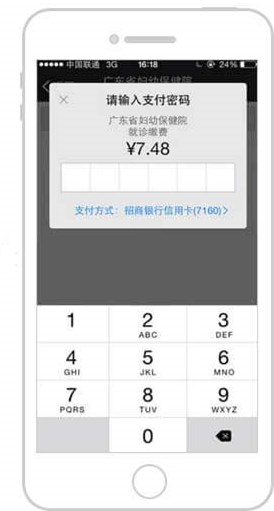 中国联通 3G 16:18 24%
广东省妇幼保健院
× 请输入支付密码
广东省妇幼保健院
就诊缴费
¥7.48
支付方式：招商银行信用卡(7160)>
1 2 3
ABC DEF
4 5 6
GHI JKL MNO
7 8 9
PQRS TUV WXYZ
0